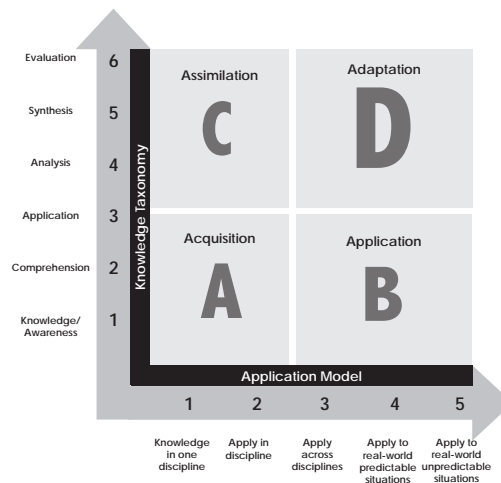 Evaluation
6
Synthesis
5
Analysis
4
Application
3
Comprehension
2
Knowledge/
Awareness
1
Knowledge Taxonomy
Assimilation
C
Adaptation
D
Acquisition
A
Application
B
Application Model
1
2
3
4
5
Knowledge
in one
discipline
Apply in
discipline
Apply
across
disciplines
Apply to
real-world
predictable
situations
Apply to
real-world
unpredictable
situations